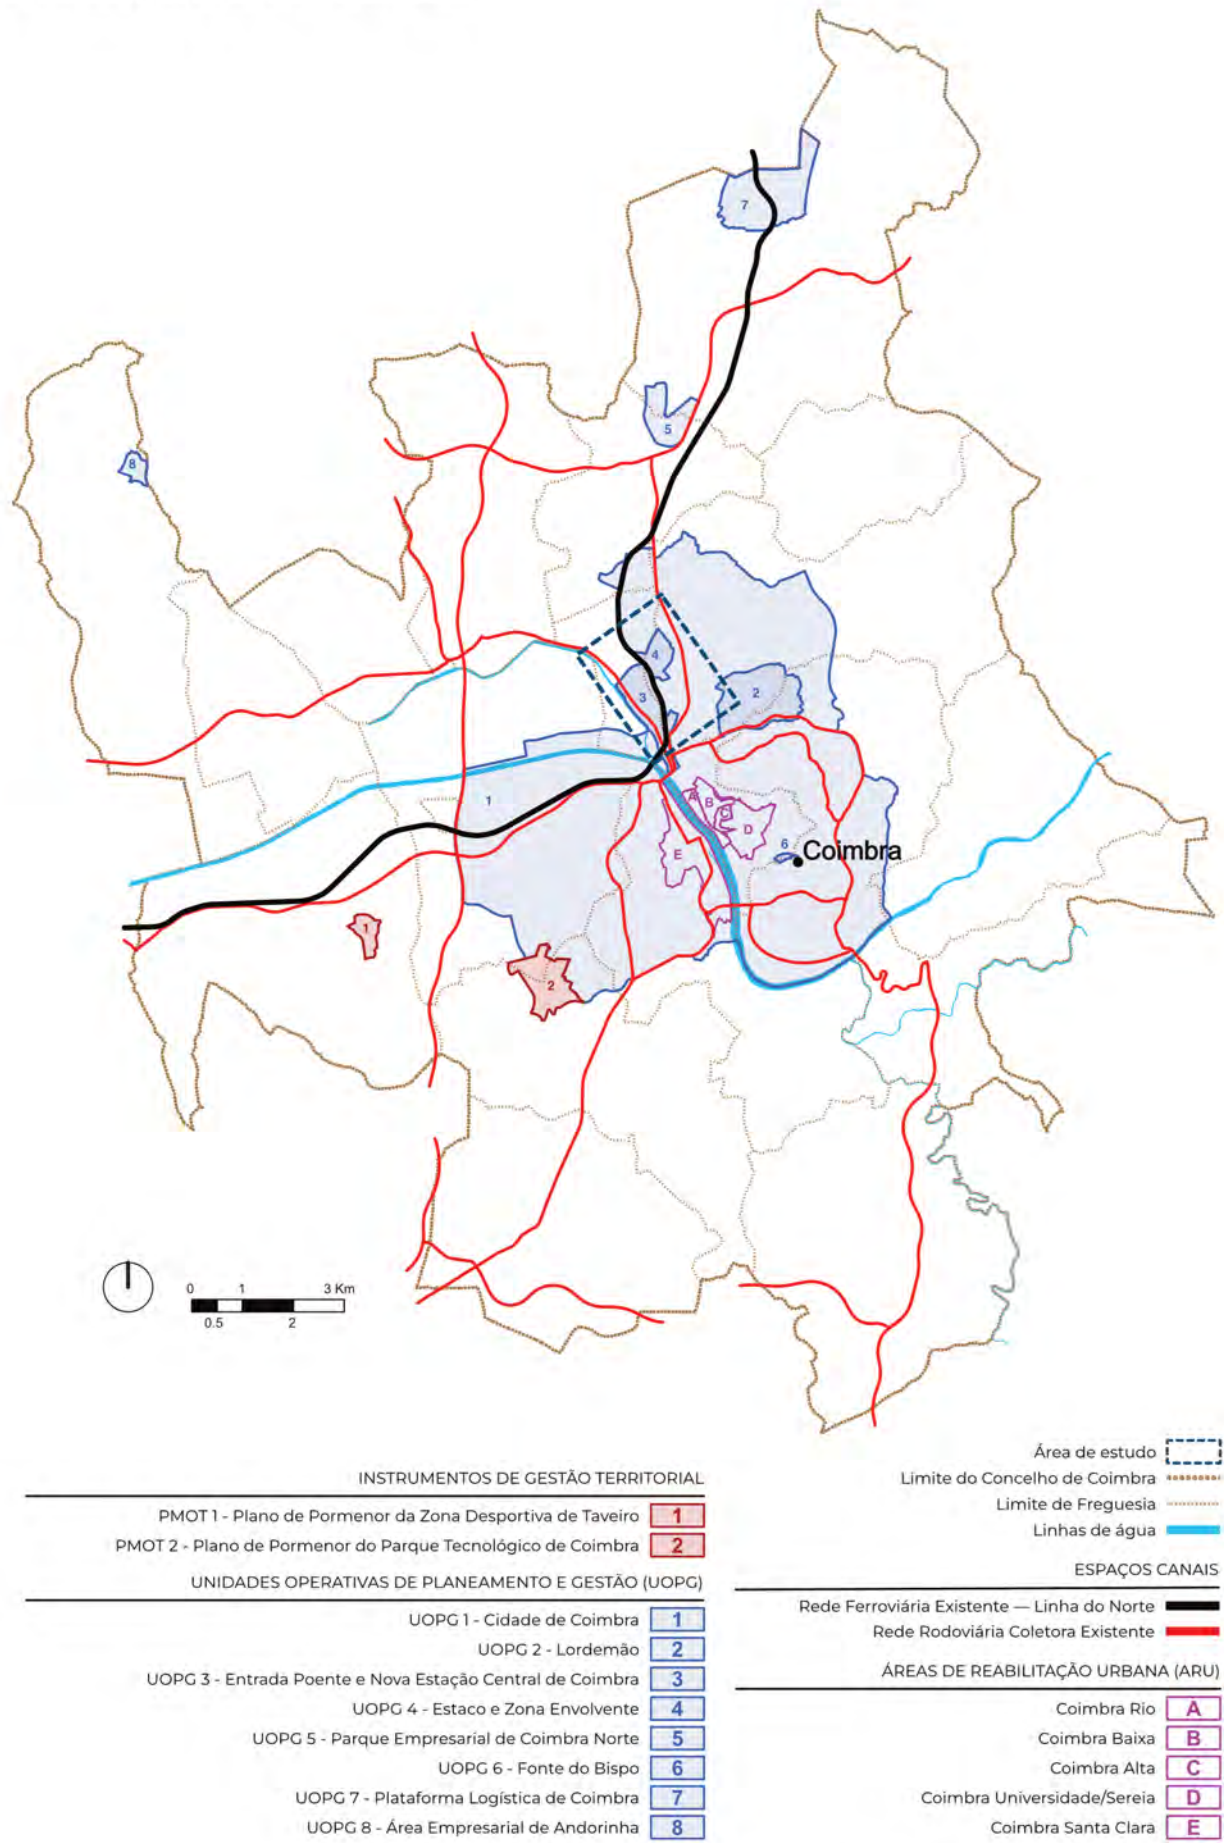 7
5
8
4
3
2
1
A
B
C
D
E
6
Coimbra
1
2
0 1 3 Km
0.5 2
Área de estudo
Limite do Concelho de Coimbra
Limite de Freguesia
Linhas de água
INSTRUMENTOS DE GESTÃO TERRITORIAL
PMOT 1 - Plano de Pormenor da Zona Desportiva de Taveiro 1
PMOT 2 - Plano de Pormenor do Parque Tecnológico de Coimbra 2
UNIDADES OPERATIVAS DE PLANEAMENTO E GESTÃO (UOPG)
UOPG 1 - Cidade de Coimbra 1
UOPG 2 - Lordemão 2
UOPG 3 - Entrada Poente e Nova Estação Central de Coimbra 3
UOPG 4 - Estaco e Zona Envolvente 4
UOPG 5 - Parque Empresarial de Coimbra Norte 5
UOPG 6 - Fonte do Bispo 6
UOPG 7 - Plataforma Logística de Coimbra 7
UOPG 8 - Área Empresarial de Andorinha 8
ESPAÇOS CANAIS
Rede Ferroviária Existente — Linha do Norte
Rede Rodoviária Coletora Existente
ÁREAS DE REABILITAÇÃO URBANA (ARU)
Coimbra Rio A
Coimbra Baixa B
Coimbra Alta C
Coimbra Universidade/Sereia D
Coimbra Santa Clara E